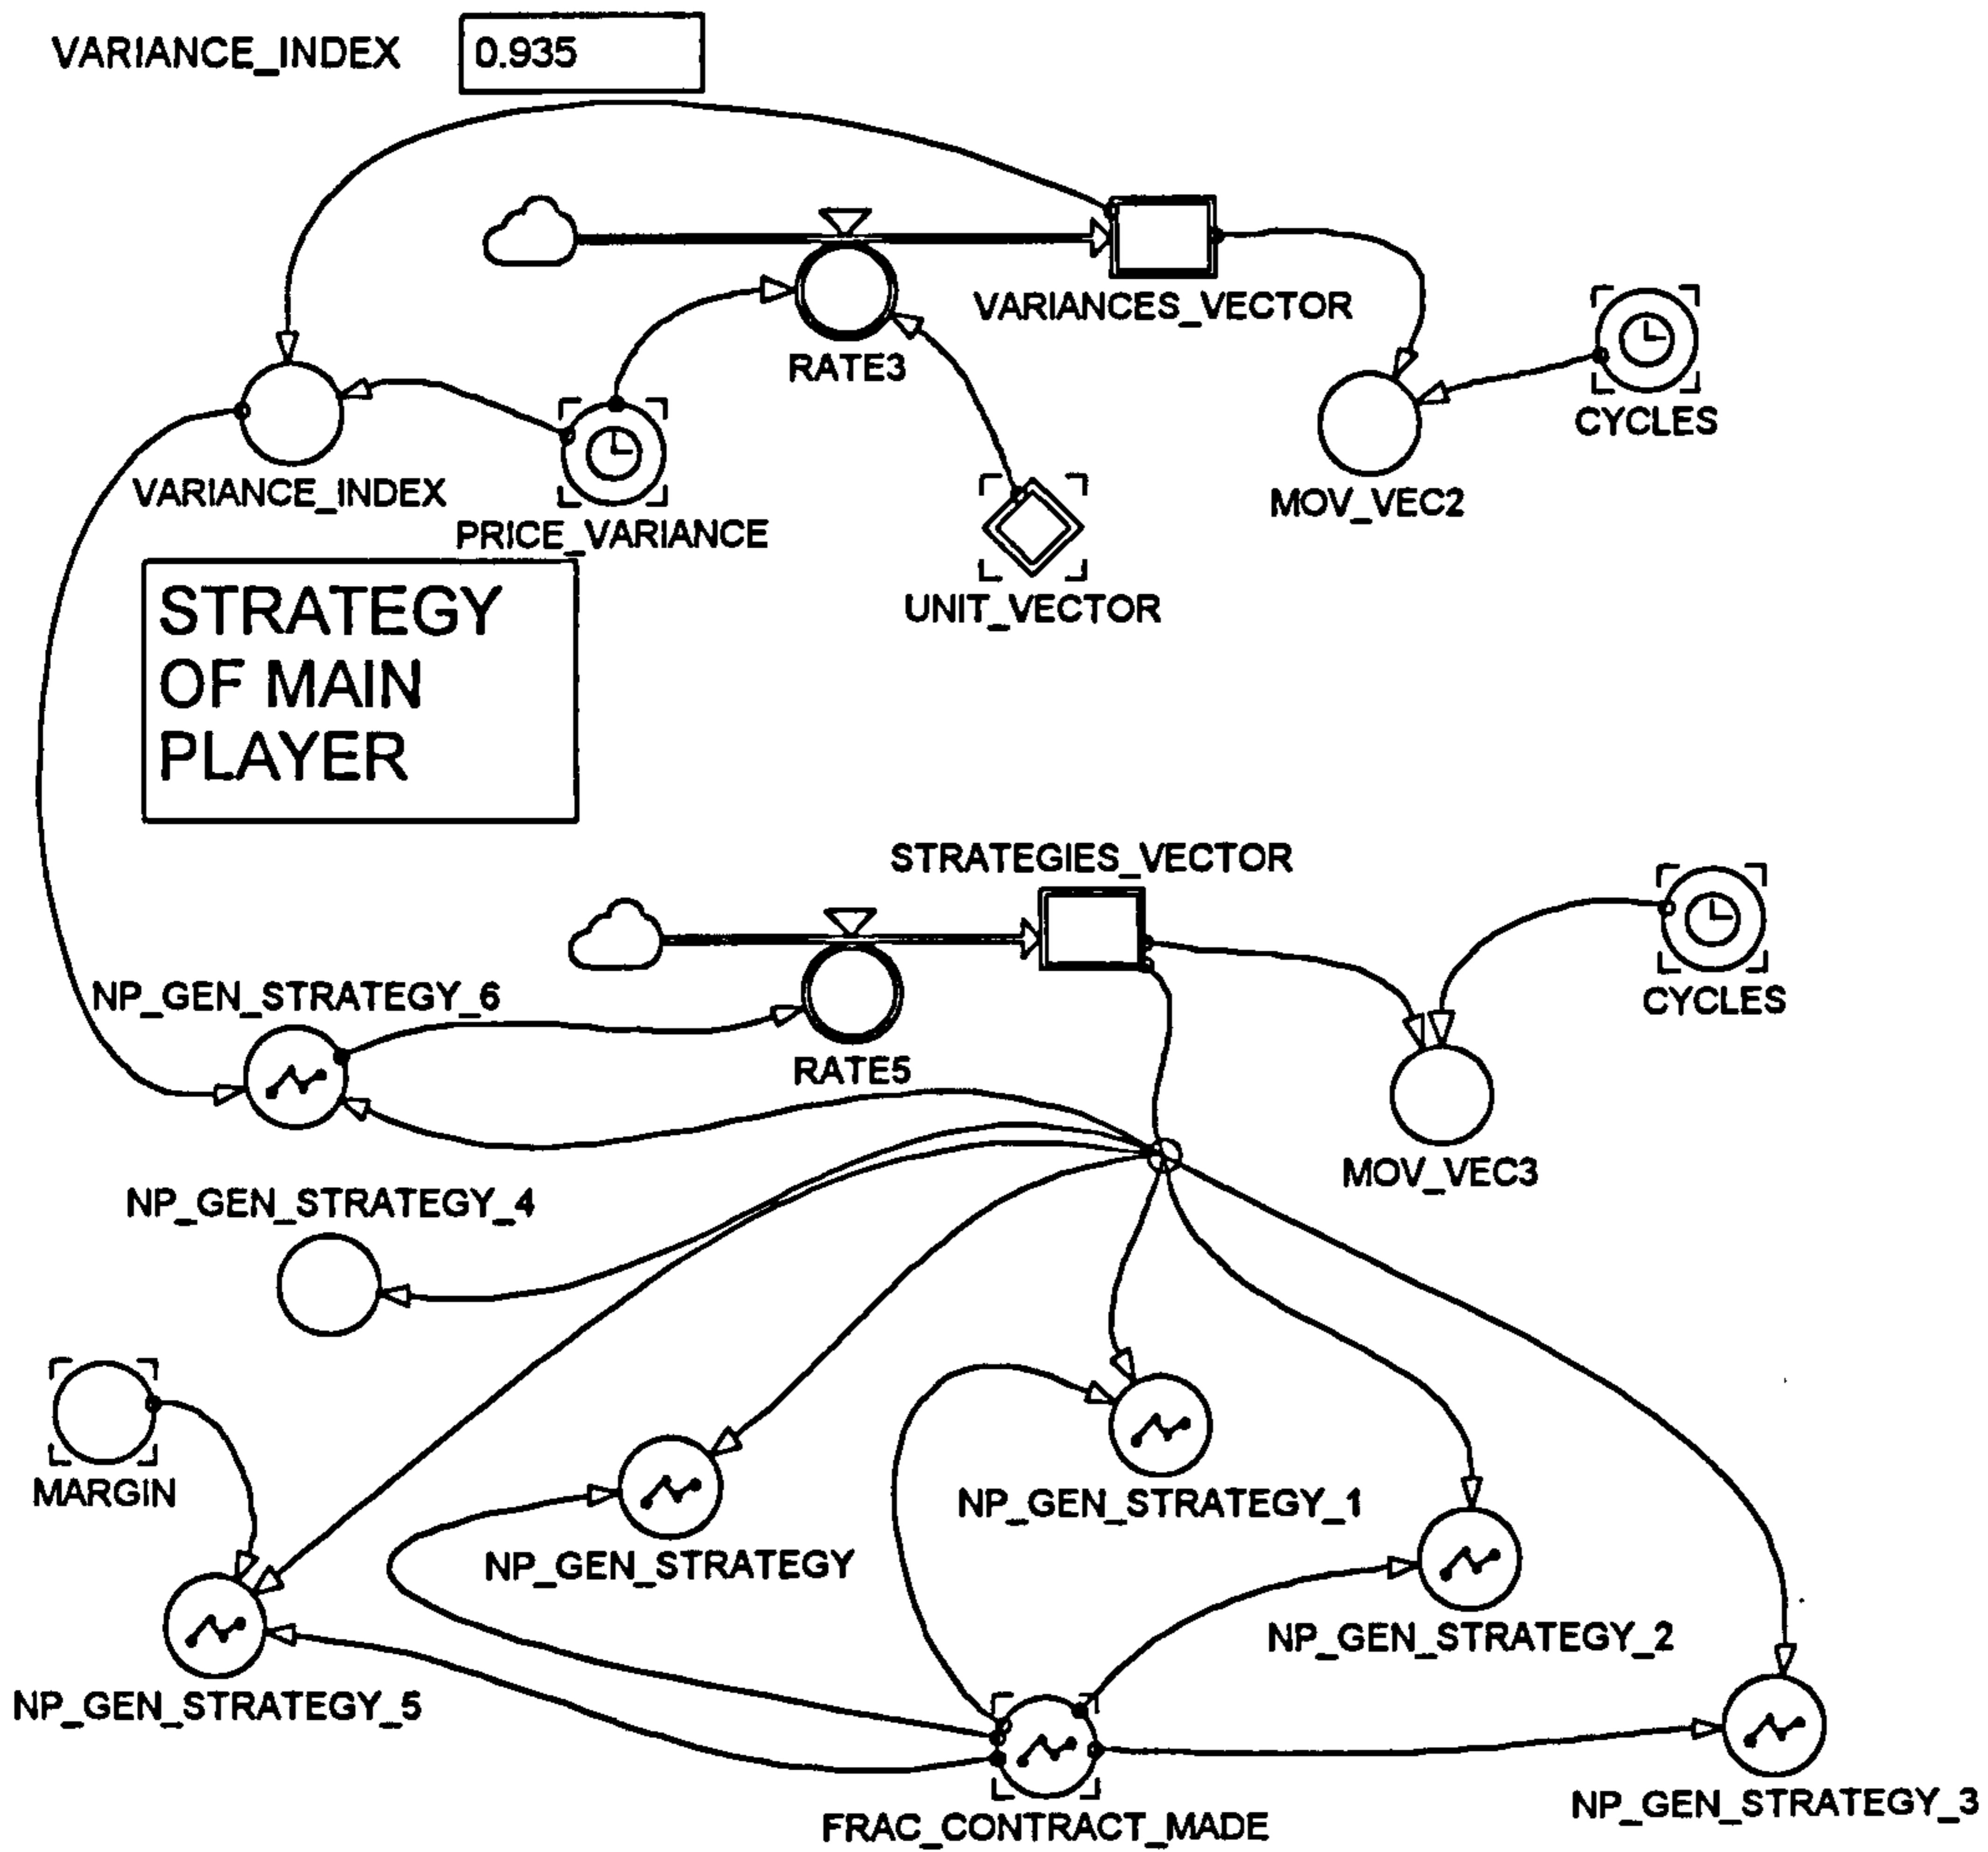 VARIANCE_INDEX 0.935
VARIANCES_VECTOR
RATE3
CYCLES
VARIANCE_INDEX
MOV_VEC2
PRICE_VARIANCE
UNIT_VECTOR
STRATEGY
OF MAIN
PLAYER
STRATEGIES_VECTOR
NP_GEN_STRATEGY_6
CYCLES
RATE5
MOV_VEC3
NP_GEN_STRATEGY_4
MARGIN
NP_GEN_STRATEGY_1
NP_GEN_STRATEGY
NP_GEN_STRATEGY_2
NP_GEN_STRATEGY_5
NP_GEN_STRATEGY_3
FRAC_CONTRACT_MADE